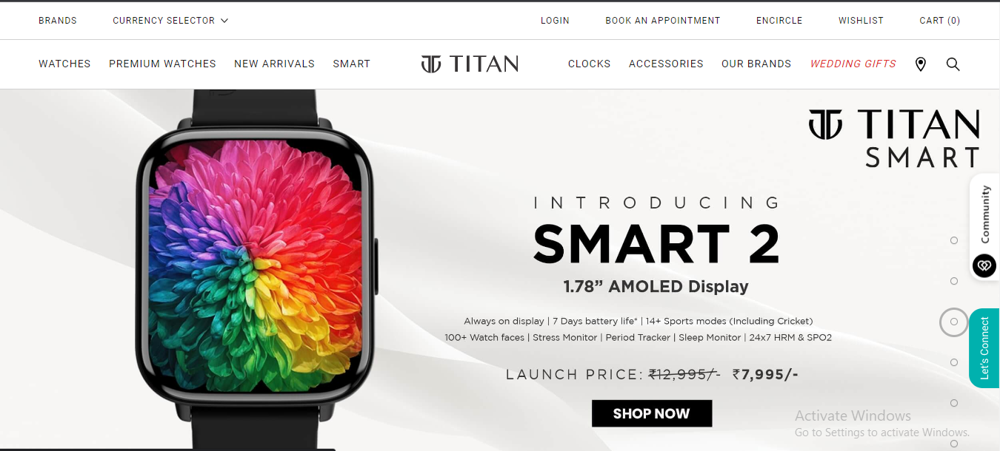 BRANDS CURRENCY SELECTOR LOGIN BOOK AN APPOINTMENT ENCIRCLE WISHLIST CART (0)
WATCHES PREMIUM WATCHES NEW ARRIVALS SMART TITAN CLOCKS ACCESSORIES OUR BRANDS WEDDING GIFTS
TITAN
SMART
Community
INTRODUCING
SMART 2
1.78” AMOLED Display
Always on display | 7 Days battery life* | 14+ Sports modes (Including Cricket)
100+ Watch faces | Stress Monitor | Period Tracker | Sleep Monitor | 24x7 HRM & SPO2
Let's Connect
LAUNCH PRICE: ₹12,995/- ₹7,995/-
SHOP NOW
Activate Windows
Go to Settings to activate Windows.